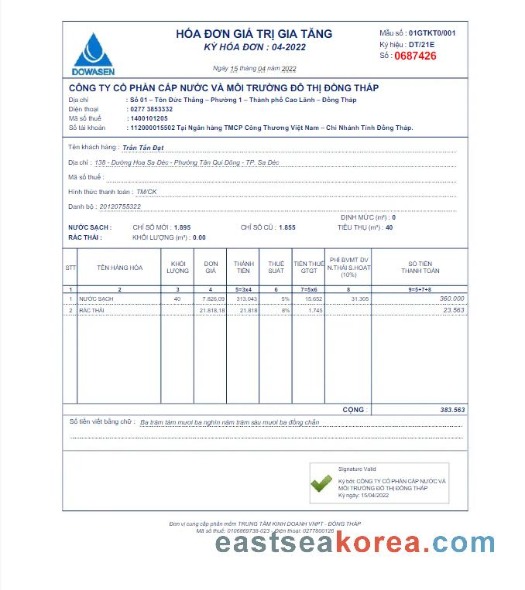 DOWASEN
HÓA ĐƠN GIÁ TRỊ GIA TĂNG
KỲ HÓA ĐƠN : 04-2022
Ngày 15 tháng 04 năm 2022
Mẫu số : 01GTKT0/001
Ký hiệu : DT/21E
Số : 0687426
CÔNG TY CỔ PHẦN CẤP NƯỚC VÀ MÔI TRƯỜNG ĐÔ THỊ ĐỒNG THÁP
Địa chỉ : Số 01 – Tôn Đức Thắng – Phường 1 – Thành phố Cao Lãnh – Đồng Tháp
Điện thoại : 0277 3853332
Mã số thuế : 1400101205
Số tài khoản : 112000015502 Tại Ngân hàng TMCP Công Thương Việt Nam – Chi Nhánh Tỉnh Đồng Tháp.
Tên khách hàng : Trần Tấn Đạt
Địa chỉ : 138 - Đường Hoa Sa Đéc - Phường Tân Qui Đông - TP. Sa Đéc
Mã số thuế :
Hình thức thanh toán : TM/CK
Danh bộ : 20120755322
ĐỊNH MỨC (m³) : 0
NƯỚC SẠCH : CHỈ SỐ MỚI : 1.895 CHỈ SỐ CŨ : 1.855 TIÊU THỤ (m³) : 40
RÁC THẢI : KHỐI LƯỢNG (m³) : 0.00
STT TÊN HÀNG HÓA KHỐI LƯỢNG ĐƠN GIÁ THÀNH TIỀN THUẾ SUẤT TIỀN THUẾ GTGT PHÍ BVMT ĐV N.THẢI S.HOẠT (10%) SỐ TIỀN THANH TOÁN
1 2 3 4 5=3x4 6 7=5x6 8 9=5+7+8
1 NƯỚC SẠCH 40 7.826,09 313.043 5% 15.652 31.305 360.000
2 RÁC THẢI 21.818,18 21.818 8% 1.745 23.563
CỘNG : 383.563
Số tiền viết bằng chữ : Ba trăm tám mươi ba nghìn năm trăm sáu mươi ba đồng chẵn
Signature Valid
Ký bởi: CÔNG TY CỔ PHẦN CẤP NƯỚC VÀ
MÔI TRƯỜNG ĐÔ THỊ ĐỒNG THÁP
Ký ngày: 15/04/2022
Đơn vị cung cấp phần mềm TRUNG TÂM KINH DOANH VNPT - ĐỒNG THÁP
eastseakorea.com